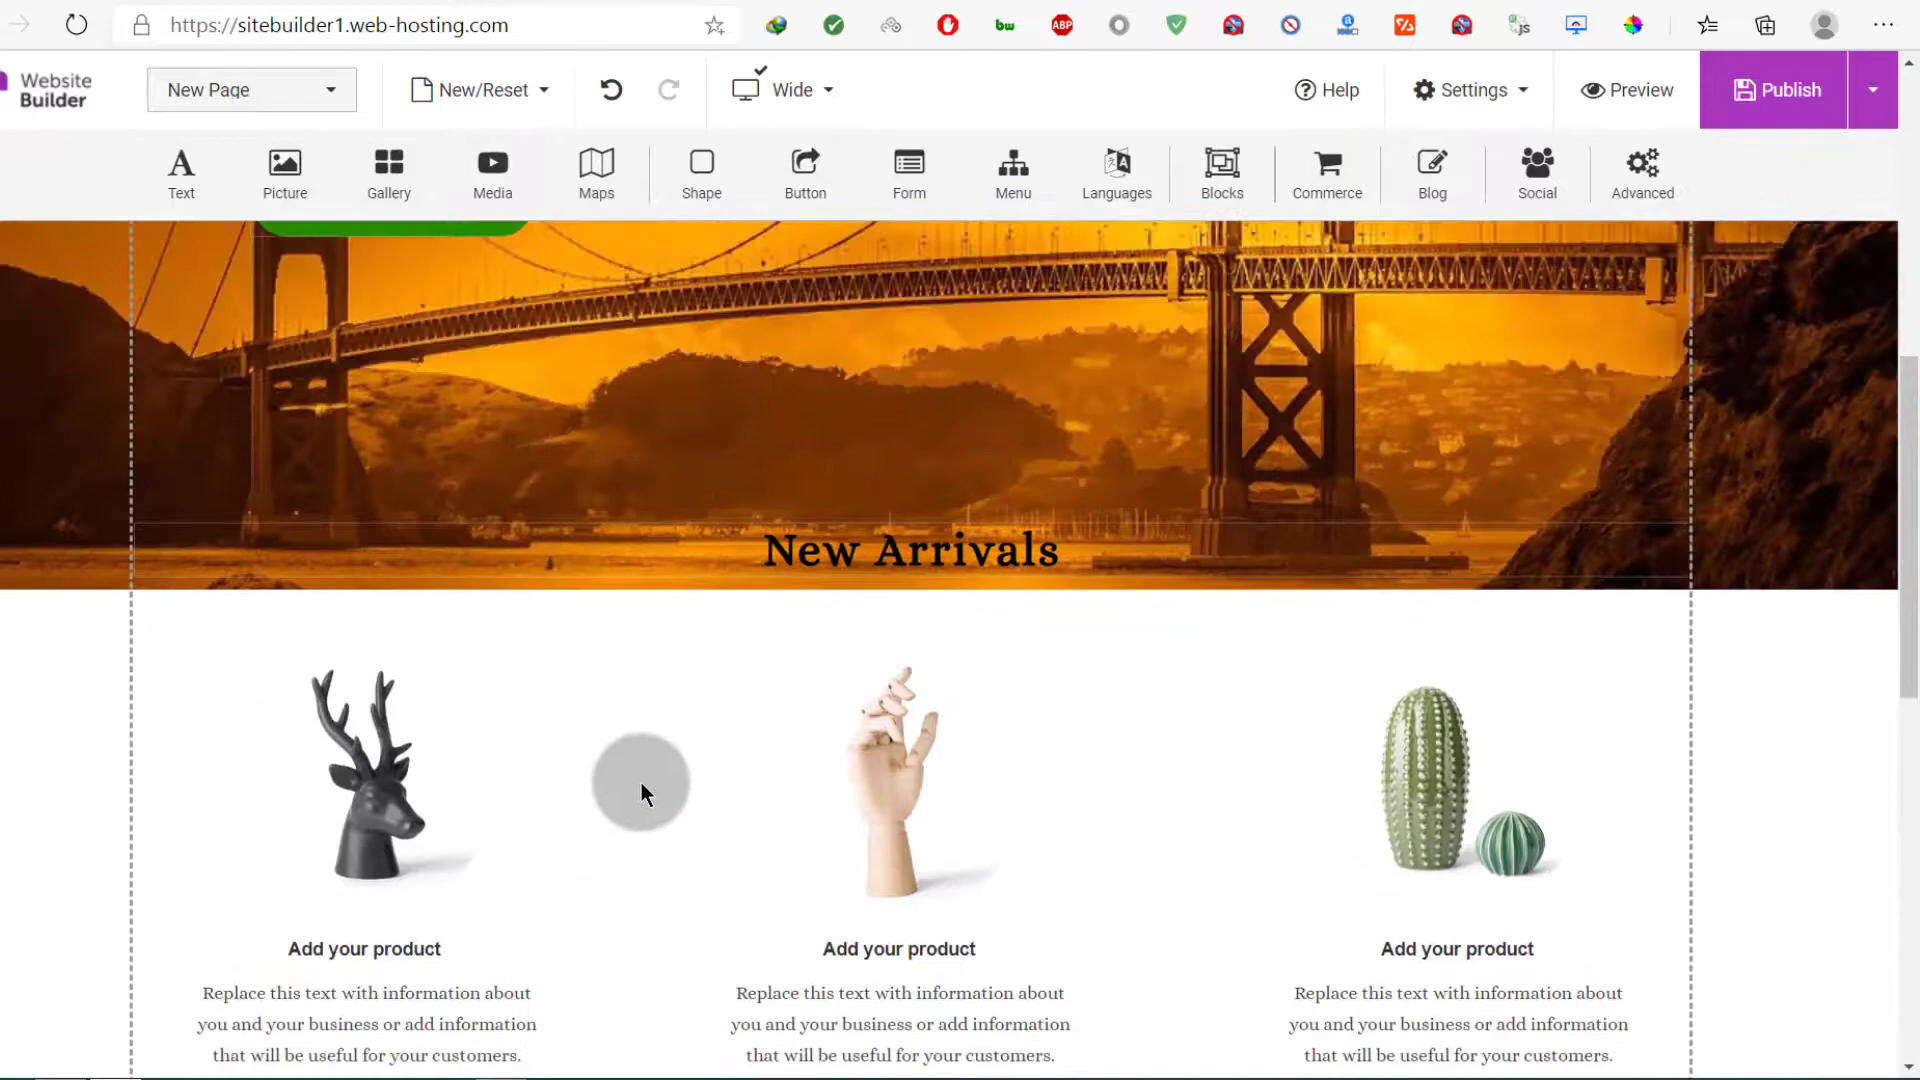 https://sitebuilder1.web-hosting.com
bw
ABP
JS
Website
Builder
New Page
New/Reset
Wide
Help
Settings
Preview
Publish
Text
Picture
Gallery
Media
Maps
Shape
Button
Form
Menu
Languages
Blocks
Commerce
Blog
Social
Advanced
New Arrivals
Add your product
Replace this text with information about
you and your business or add information
that will be useful for your customers.
Add your product
Replace this text with information about
you and your business or add information
that will be useful for your customers.
Add your product
Replace this text with information about
you and your business or add information
that will be useful for your customers.